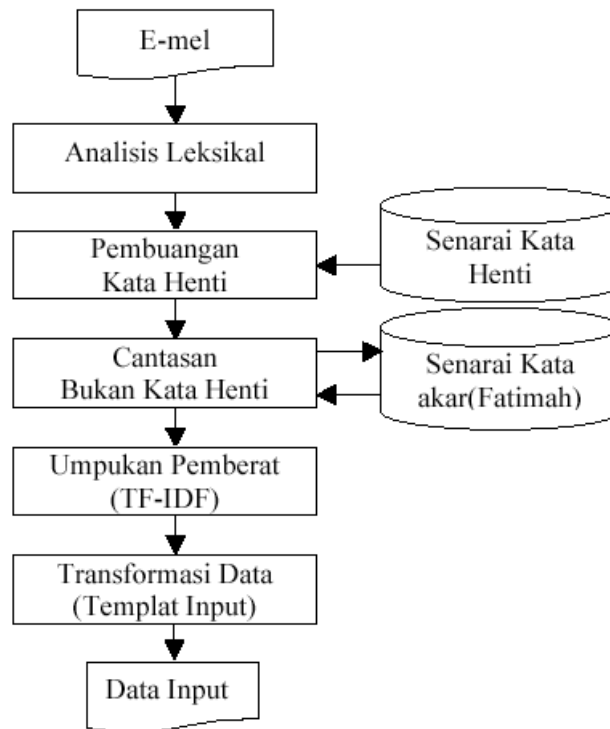 E-mel
Analisis Leksikal
Pembuangan
Kata Henti
Senarai Kata
Henti
Cantasan
Bukan Kata Henti
Senarai Kata
akar(Fatimah)
Umpukan Pemberat
(TF-IDF)
Transformasi Data
(Templat Input)
Data Input